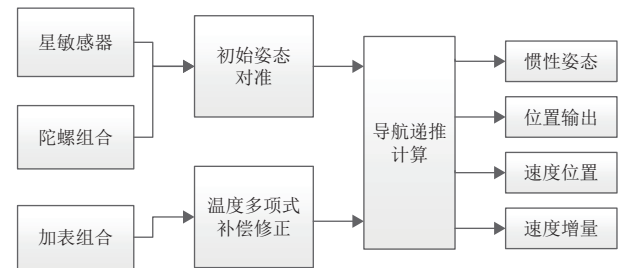 星敏感器
陀螺组合
加表组合
初始姿态
对准
温度多项式
补偿修正
导航递推
计算
惯性姿态
位置输出
速度位置
速度增量